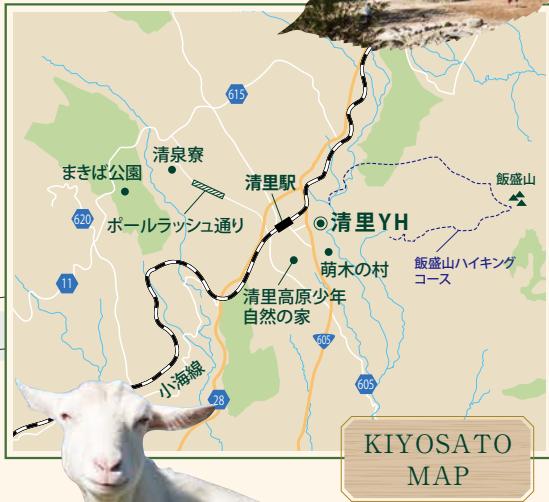 615
清泉寮
まきば公園
清里駅
飯盛山
620
ポールラッシュ通り
清里YH
萌木の村
飯盛山ハイキング
コース
11
清里高原少年
自然の家
605
小海線
28
605
KIYOSATO
MAP